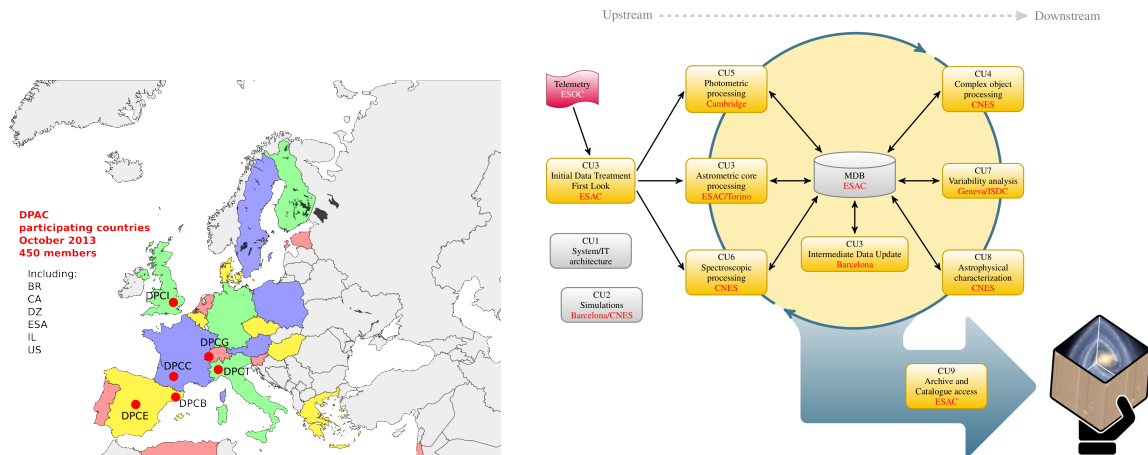 DPAC
participating countries
October 2013
450 members
Including:
BR
CA
DZ
ESA
IL
US
DPCI
DPCG
DPCC
DPCT
DPCE
DPCB
Upstream
Downstream
Telemetry
ESOC
CU3
Initial Data Treatment
First Look
ESAC
CU1
System/IT
architecture
CU2
Simulations
Barcelona/CNES
CU5
Photometric
processing
Cambridge
CU3
Astrometric core
processing
ESAC/Torino
CU6
Spectroscopic
processing
CNES
MDB
ESAC
CU3
Intermediate Data Update
Barcelona
CU4
Complex object
processing
CNES
CU7
Variability analysis
Geneva/ISDC
CU8
Astrophysical
characterization
CNES
CU9
Archive and
Catalogue access
ESAC